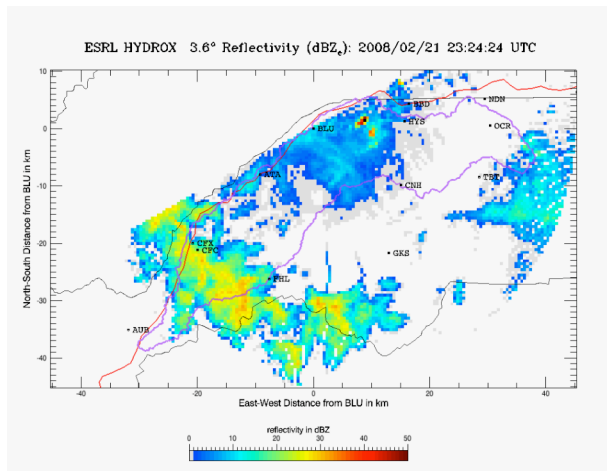 ESRL HYDROX 3.6° Reflectivity (dBZe): 2008/02/21 23:24:24 UTC
North-South Distance from BLU in km
10
0
-10
-20
-30
-40
BBD
NDN
HYS
OCR
BLU
ATA
TBT
CNH
CFX
CFC
GKS
FHL
AUB
-40 -20 0 20 40
East-West Distance from BLU in km
reflectivity in dBZ
0 10 20 30 40 50